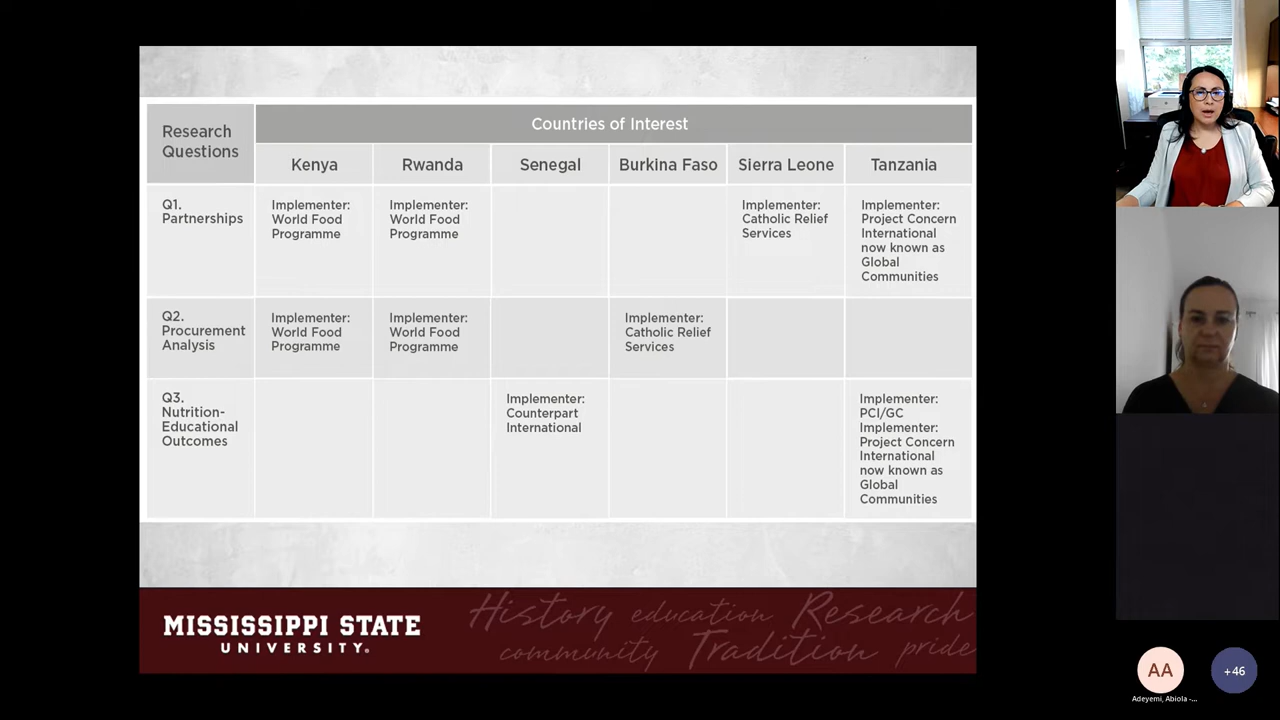 Research
Questions
Countries of Interest
Kenya
Rwanda
Senegal
Burkina Faso
Sierra Leone
Tanzania
Q1.
Partnerships
Implementer:
World Food
Programme
Implementer:
World Food
Programme
Implementer:
Catholic Relief
Services
Implementer:
Project Concern
International
now known as
Global
Communities
Q2.
Procurement
Analysis
Implementer:
World Food
Programme
Implementer:
World Food
Programme
Implementer:
Catholic Relief
Services
Q3.
Nutrition-
Educational
Outcomes
Implementer:
Counterpart
International
Implementer:
PCI/GC
Implementer:
Project Concern
International
now known as
Global
Communities
MISSISSIPPI STATE
UNIVERSITY®
History education Research
community Tradition pride
AA
Adeyemi, Abiola -...
+46